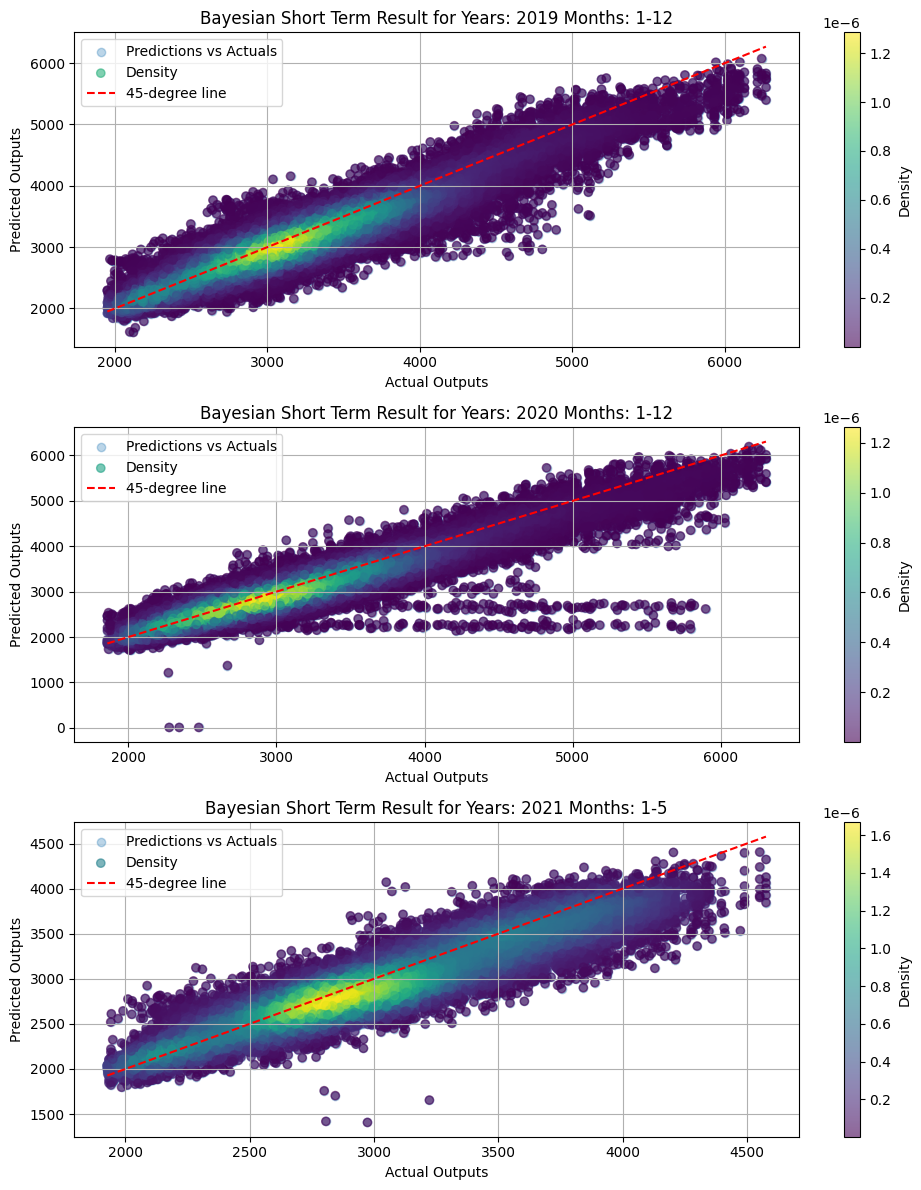 Bayesian Short Term Result for Years: 2019 Months: 1-12
1e−6
Predictions vs Actuals
Density
45-degree line
6000
5000
4000
3000
2000
Predicted Outputs
2000 3000 4000 5000 6000
Actual Outputs
1.2
1.0
0.8
0.6
0.4
0.2
Density
Bayesian Short Term Result for Years: 2020 Months: 1-12
1e−6
Predictions vs Actuals
Density
45-degree line
6000
5000
4000
3000
2000
1000
0
Predicted Outputs
2000 3000 4000 5000 6000
Actual Outputs
1.2
1.0
0.8
0.6
0.4
0.2
Density
Bayesian Short Term Result for Years: 2021 Months: 1-5
1e−6
Predictions vs Actuals
Density
45-degree line
4500
4000
3500
3000
2500
2000
1500
Predicted Outputs
2000 2500 3000 3500 4000 4500
Actual Outputs
1.6
1.4
1.2
1.0
0.8
0.6
0.4
0.2
Density